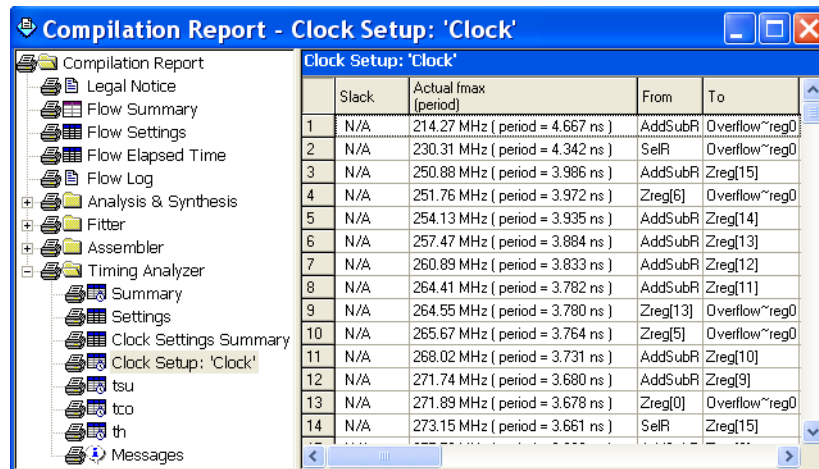 Compilation Report - Clock Setup: 'Clock'
Compilation Report
Legal Notice
Flow Summary
Flow Settings
Flow Elapsed Time
Flow Log
Analysis & Synthesis
Fitter
Assembler
Timing Analyzer
Summary
Settings
Clock Settings Summary
Clock Setup: 'Clock'
tsu
tco
th
Messages
Clock Setup: 'Clock'
Slack Actual fmax (period) From To
1 N/A 214.27 MHz ( period = 4.667 ns ) AddSubR Overflow~reg0
2 N/A 230.31 MHz ( period = 4.342 ns ) SelR Overflow~reg0
3 N/A 250.88 MHz ( period = 3.986 ns ) AddSubR Zreg[15]
4 N/A 251.76 MHz ( period = 3.972 ns ) Zreg[6] Overflow~reg0
5 N/A 254.13 MHz ( period = 3.935 ns ) AddSubR Zreg[14]
6 N/A 257.47 MHz ( period = 3.884 ns ) AddSubR Zreg[13]
7 N/A 260.89 MHz ( period = 3.833 ns ) AddSubR Zreg[12]
8 N/A 264.41 MHz ( period = 3.782 ns ) AddSubR Zreg[11]
9 N/A 264.55 MHz ( period = 3.780 ns ) Zreg[13] Overflow~reg0
10 N/A 265.67 MHz ( period = 3.764 ns ) Zreg[5] Overflow~reg0
11 N/A 268.02 MHz ( period = 3.731 ns ) AddSubR Zreg[10]
12 N/A 271.74 MHz ( period = 3.680 ns ) AddSubR Zreg[9]
13 N/A 271.89 MHz ( period = 3.678 ns ) Zreg[0] Overflow~reg0
14 N/A 273.15 MHz ( period = 3.661 ns ) SelR Zreg[15]